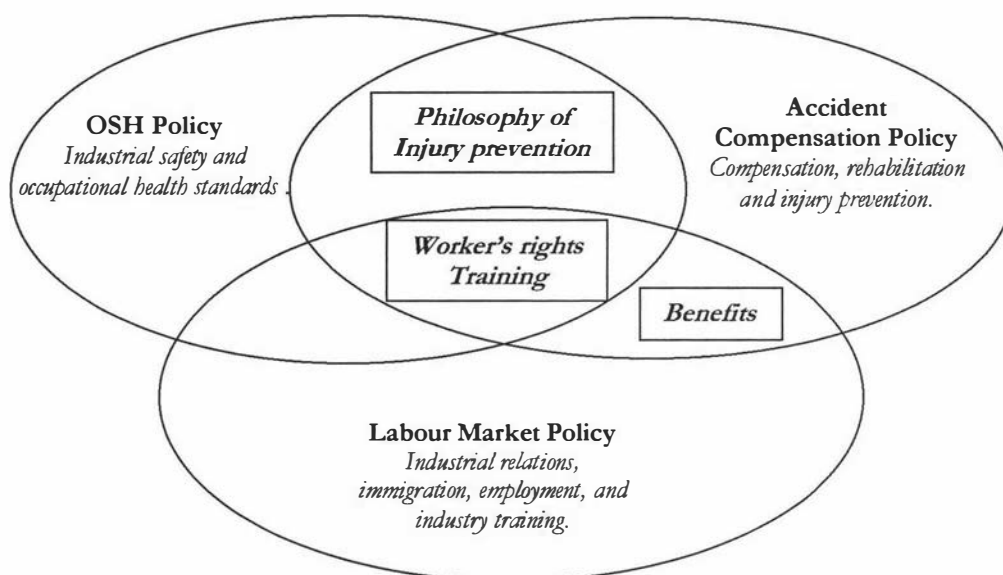 OSH Policy
Industrial safety and
occupational health standards .
Philosophy of
Injury prevention
Accident
Compensation Policy
Compensation, rehabilitation
and injury prevention.
Worker's rights
Training
Benefits
Labour Market Policy
Industrial relations,
immigration, employment, and
industry training.